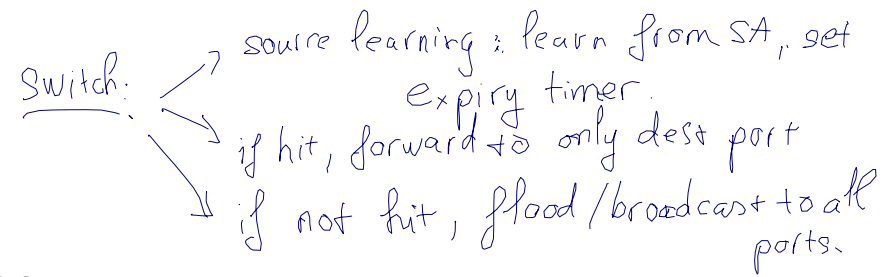 source learning : learn from SA, set
Switch:
expiry timer.
if hit, forward to only dest port
if not hit, flood/broadcast to all
ports.